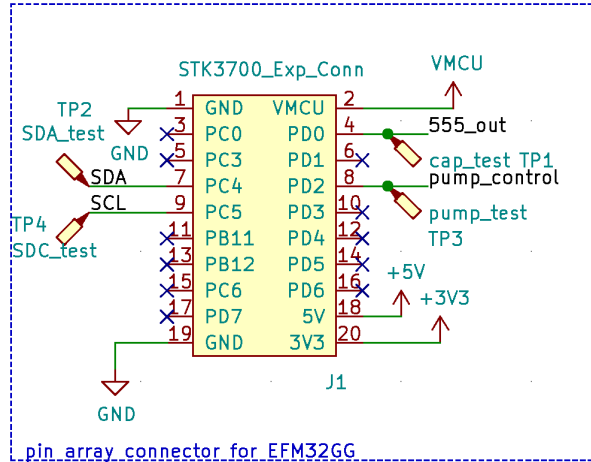 STK3700_Exp_Conn
VMCU
TP2
SDA_test
GND
1 GND VMCU 2
3 PC0 PD0 4 555_out
5 PC3 PD1 6 cap_test TP1
SDA 7 PC4 PD2 8 pump_control
SCL 9 PC5 PD3 10 pump_test
TP4
SDC_test
TP3
11 PB11 PD4 12
13 PB12 PD5 14
15 PC6 PD6 16
17 PD7 5V 18 +5V
19 GND 3V3 20 +3V3
J1
GND
pin array connector for EFM32GG